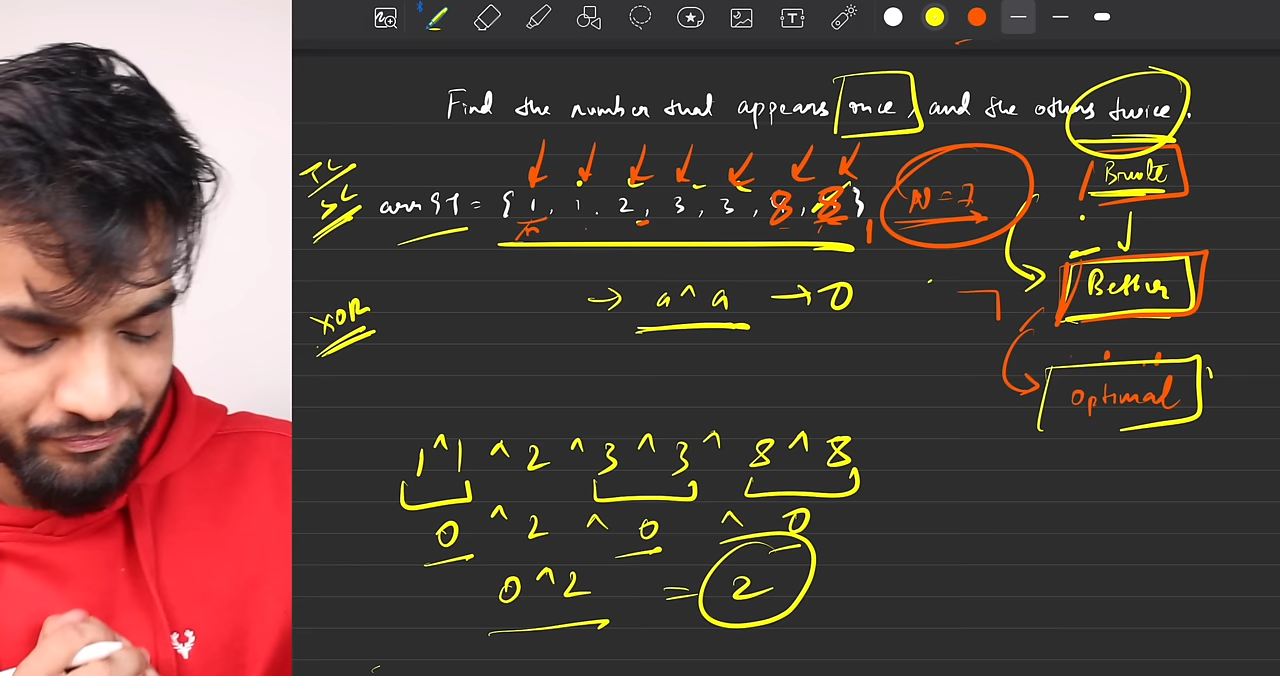 Find the number that appears once, and the others twice.
TC
SC
arr[] = { 1, 1, 2, 3, 3, 8, 8 }
N = 7
Brute
XOR
→ a ^ a → 0
Better
Optimal
1 ^ 1 ^ 2 ^ 3 ^ 3 ^ 8 ^ 8
0 ^ 2 ^ 0 ^ 0
0 ^ 2 = 2